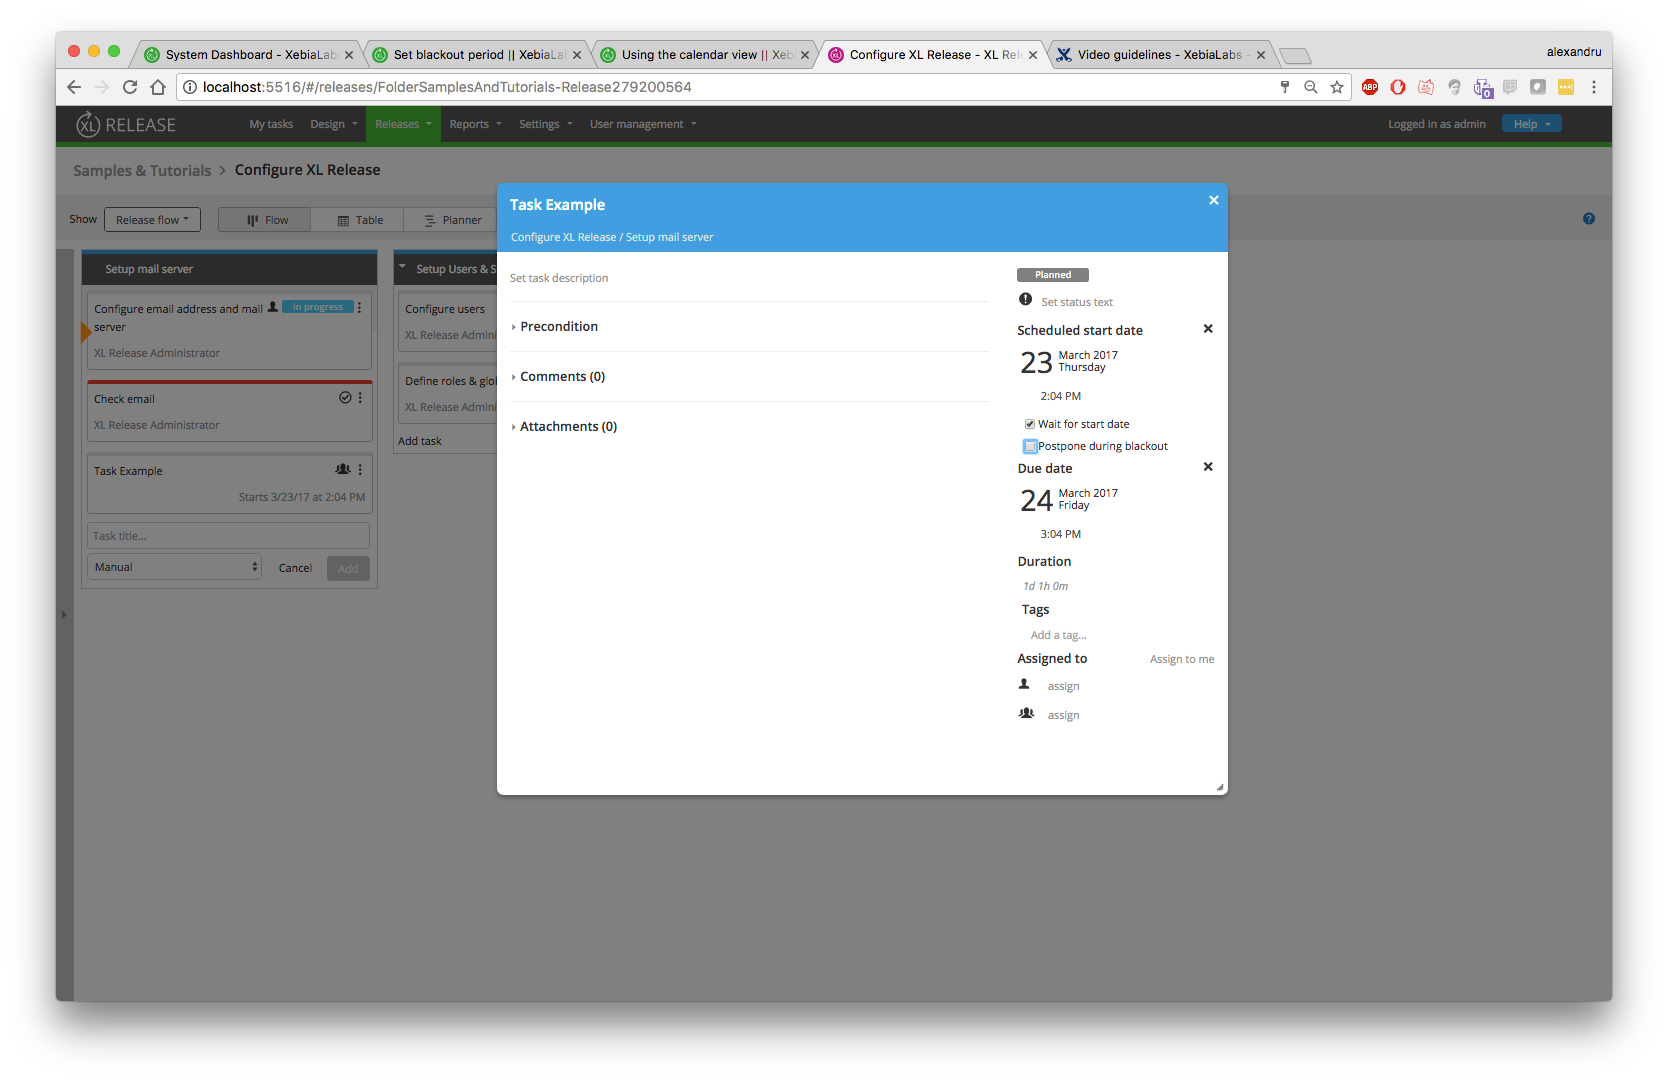 System Dashboard - XebiaLab
Set blackout period || XebiaLa
Using the calendar view || Xeb
Configure XL Release - XL Rel
Video guidelines - XebiaLabs -
alexandru
localhost:5516/#/releases/FolderSamplesAndTutorials-Release279200564
ABP
0
XL RELEASE
My tasks
Design
Releases
Reports
Settings
User management
Logged in as admin
Help
Samples & Tutorials > Configure XL Release
Show
Release flow
Flow
Table
Planner
?
Setup mail server
Configure email address and mail server
In progress
XL Release Administrator
Check email
XL Release Administrator
Task Example
Starts 3/23/17 at 2:04 PM
Task title...
Manual
Cancel
Add
Setup Users & S
Configure users
XL Release Admini
Define roles & glo
XL Release Admini
Add task
Task Example
Configure XL Release / Setup mail server
Set task description
Precondition
Comments (0)
Attachments (0)
Planned
Set status text
Scheduled start date
23
March 2017
Thursday
2:04 PM
Wait for start date
Postpone during blackout
Due date
24
March 2017
Friday
3:04 PM
Duration
1d 1h 0m
Tags
Add a tag...
Assigned to
Assign to me
assign
assign